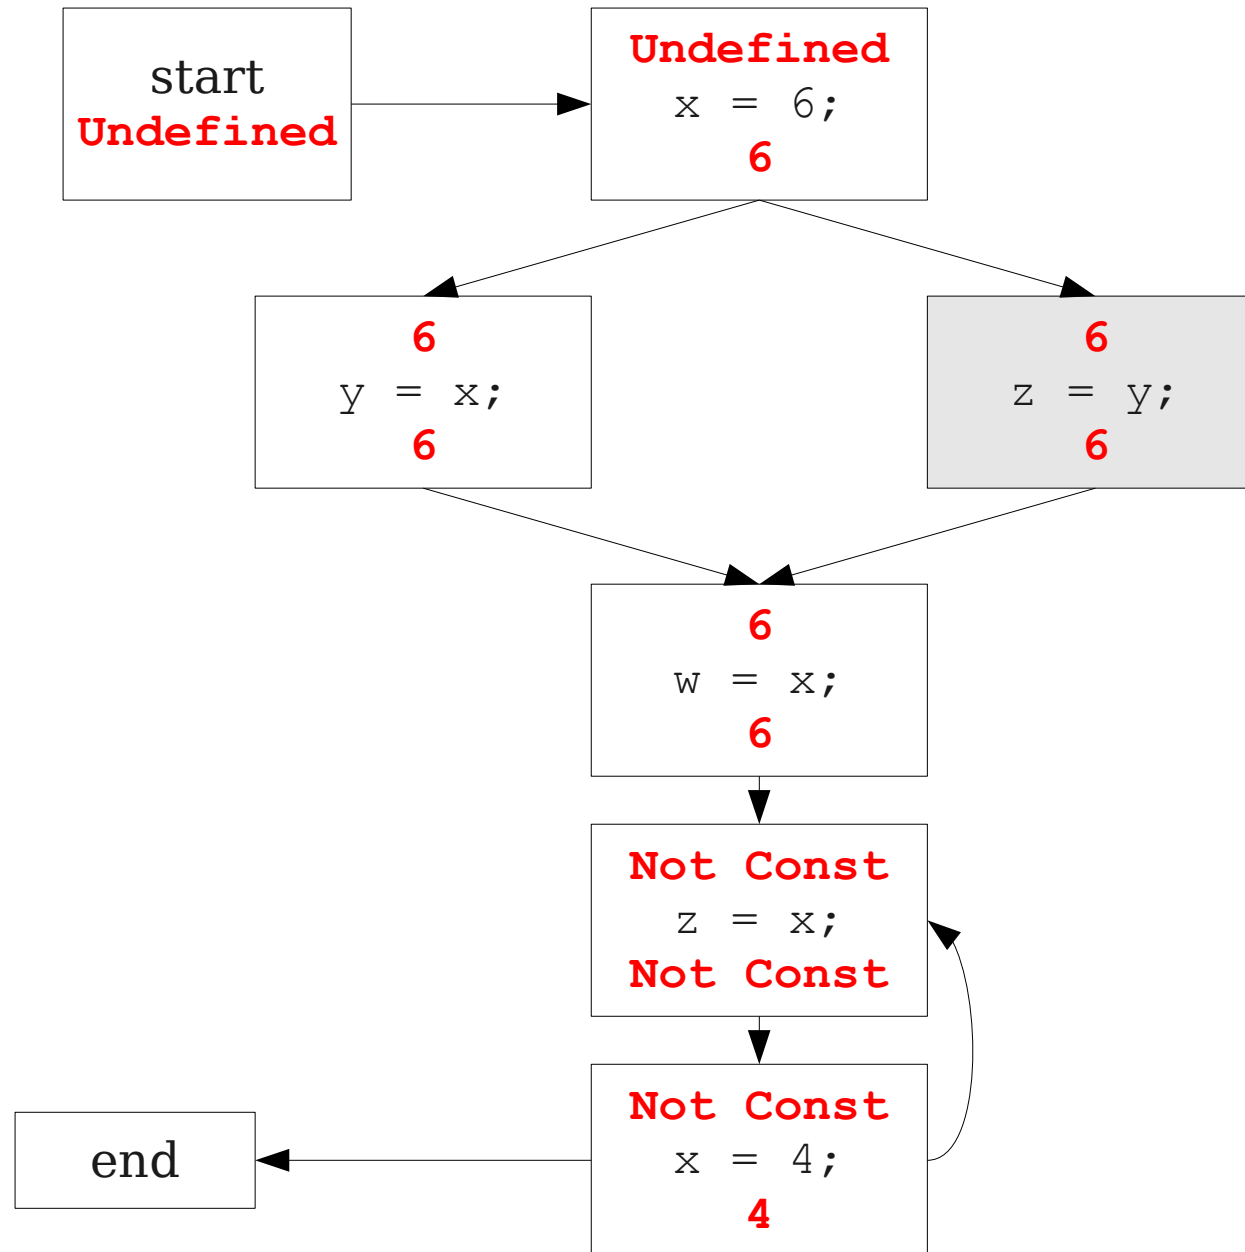 start
Undefined
Undefined
x = 6;
6
6
y = x;
6
6
z = y;
6
6
w = x;
6
Not Const
z = x;
Not Const
Not Const
x = 4;
4
end